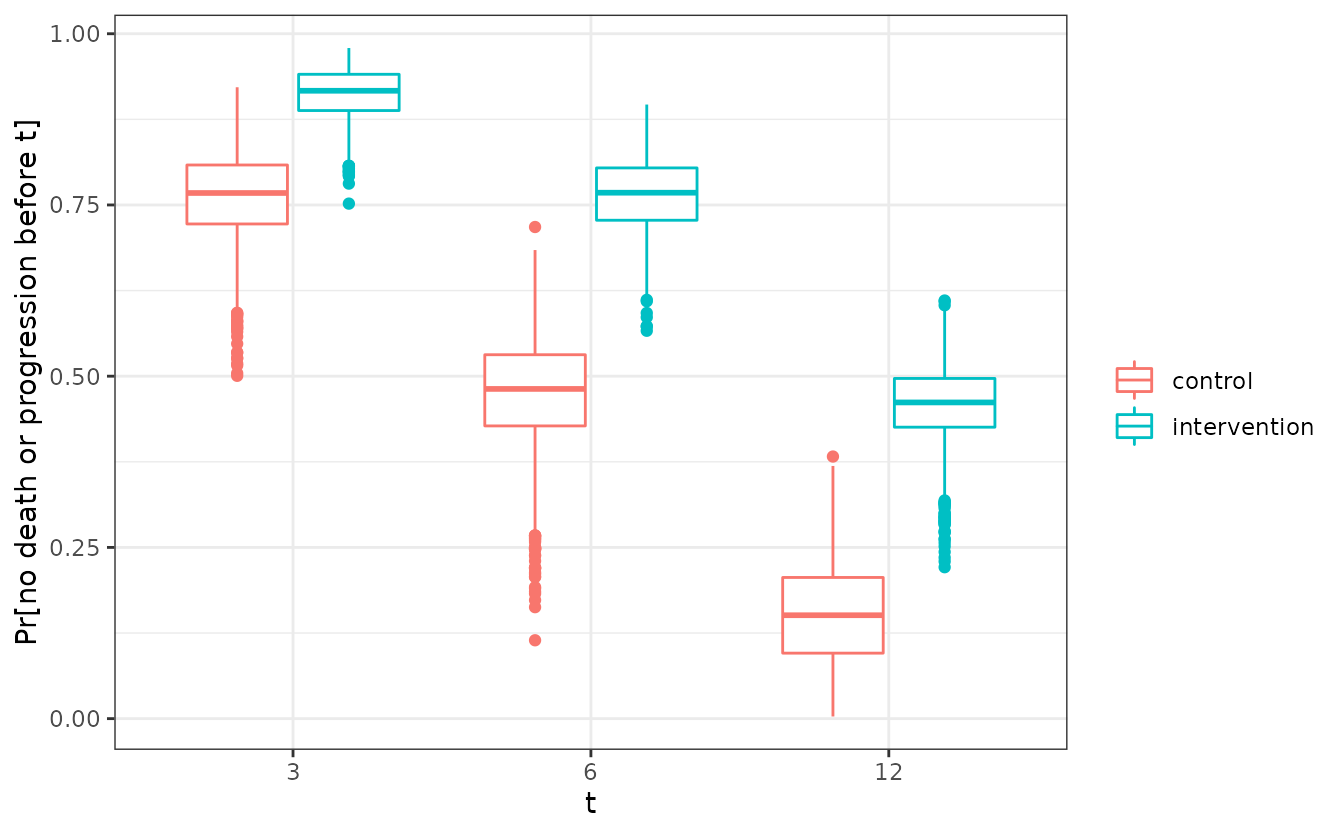 Pr[no death or progression before t]
1.00
0.75
0.50
0.25
0.00
3 6 12
t
control
intervention